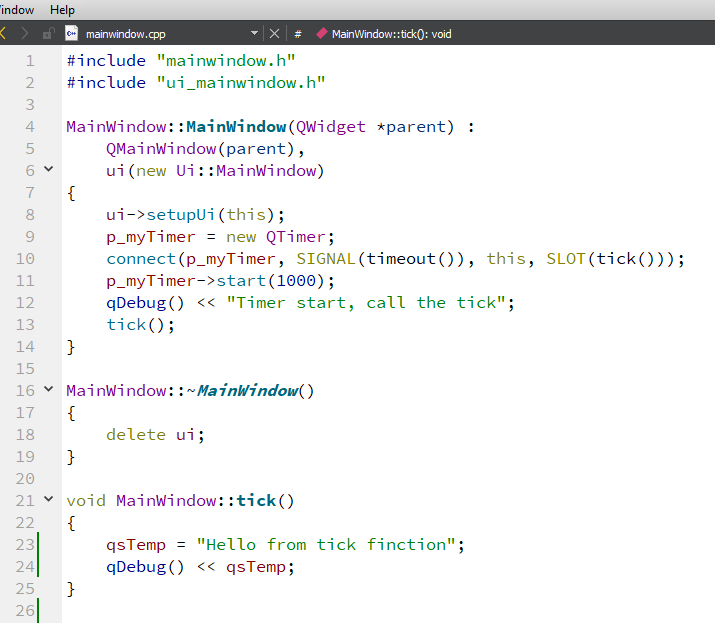 indow Help
mainwindow.cpp # MainWindow::tick(): void
1 #include "mainwindow.h"
2 #include "ui_mainwindow.h"
3
4 MainWindow::MainWindow(QWidget *parent) :
5 QMainWindow(parent),
6 ui(new Ui::MainWindow)
7 {
8 ui->setupUi(this);
9 p_myTimer = new QTimer;
10 connect(p_myTimer, SIGNAL(timeout()), this, SLOT(tick()));
11 p_myTimer->start(1000);
12 qDebug() << "Timer start, call the tick";
13 tick();
14 }
15
16 MainWindow::~MainWindow()
17 {
18 delete ui;
19 }
20
21 void MainWindow::tick()
22 {
23 qsTemp = "Hello from tick finction";
24 qDebug() << qsTemp;
25 }
26